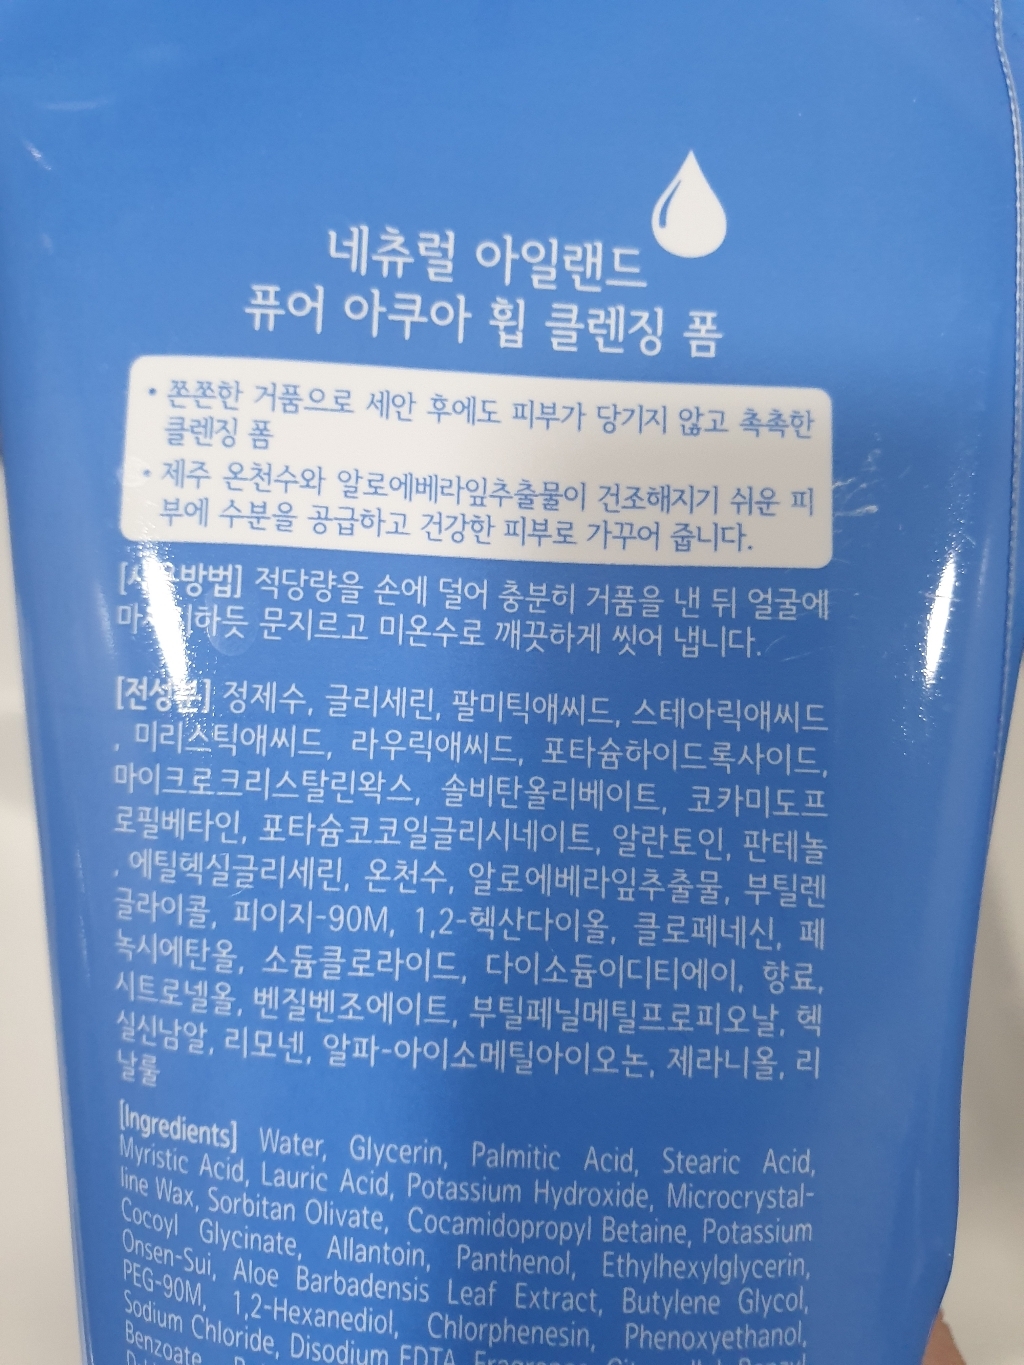 네츄럴 아일랜드
퓨어 아쿠아 휩 클렌징 폼
• 쫀쫀한 거품으로 세안 후에도 피부가 당기지 않고 촉촉한
클렌징 폼
• 제주 온천수와 알로에베라잎추출물이 건조해지기 쉬운 피
부에 수분을 공급하고 건강한 피부로 가꾸어 줍니다.
[사용방법] 적당량을 손에 덜어 충분히 거품을 낸 뒤 얼굴에
마사지하듯 문지르고 미온수로 깨끗하게 씻어 냅니다.
[전성분] 정제수, 글리세린, 팔미틱애씨드, 스테아릭애씨드
, 미리스틱애씨드, 라우릭애씨드, 포타슘하이드록사이드,
마이크로크리스탈린왁스, 솔비탄올리베이트, 코카미도프
로필베타인, 포타슘코코일글리시네이트, 알란토인, 판테놀
, 에틸헥실글리세린, 온천수, 알로에베라잎추출물, 부틸렌
글라이콜, 피이지-90M, 1,2-헥산다이올, 클로페네신, 페
녹시에탄올, 소듐클로라이드, 다이소듐이디티에이, 향료,
시트로넬올, 벤질벤조에이트, 부틸페닐메틸프로피오날, 헥
실신남알, 리모넨, 알파-아이소메틸아이오논, 제라니올, 리
날룰
[Ingredients] Water, Glycerin, Palmitic Acid, Stearic Acid,
Myristic Acid, Lauric Acid, Potassium Hydroxide, Microcrystal-
line Wax, Sorbitan Olivate, Cocamidopropyl Betaine, Potassium
Cocoyl Glycinate, Allantoin, Panthenol, Ethylhexylglycerin,
Onsen-Sui, Aloe Barbadensis Leaf Extract, Butylene Glycol,
PEG-90M, 1,2-Hexanediol, Chlorphenesin, Phenoxyethanol,
Sodium Chloride, Disodium EDTA, Fragrance, Citronellol, Benzyl
Benzoate,